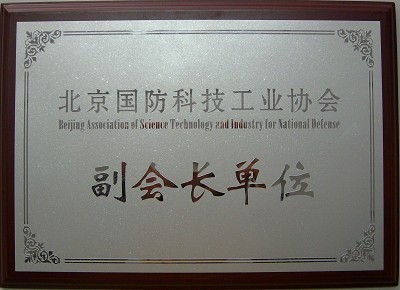 北京国防科技工业协会
Beijing Association of Science Technology and Industry for National Defense
副会长单位